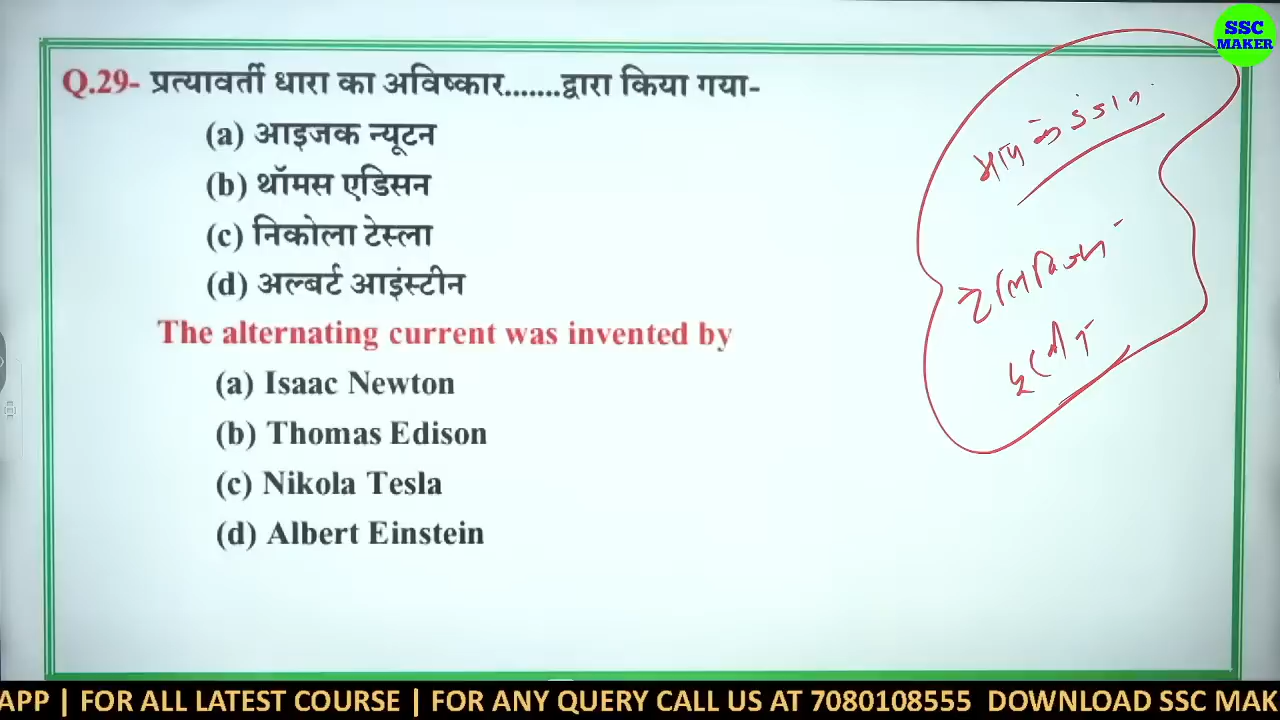 SSC
MAKER
Q.29- प्रत्यावर्ती धारा का अविष्कार.......द्वारा किया गया-
(a) आइजक न्यूटन
(b) थॉमस एडिसन
(c) निकोला टेस्ला
(d) अल्बर्ट आइंस्टीन
The alternating current was invented by
(a) Isaac Newton
(b) Thomas Edison
(c) Nikola Tesla
(d) Albert Einstein
भाप के इंजन
APP | FOR ALL LATEST COURSE | FOR ANY QUERY CALL US AT 7080108555 DOWNLOAD SSC MAK